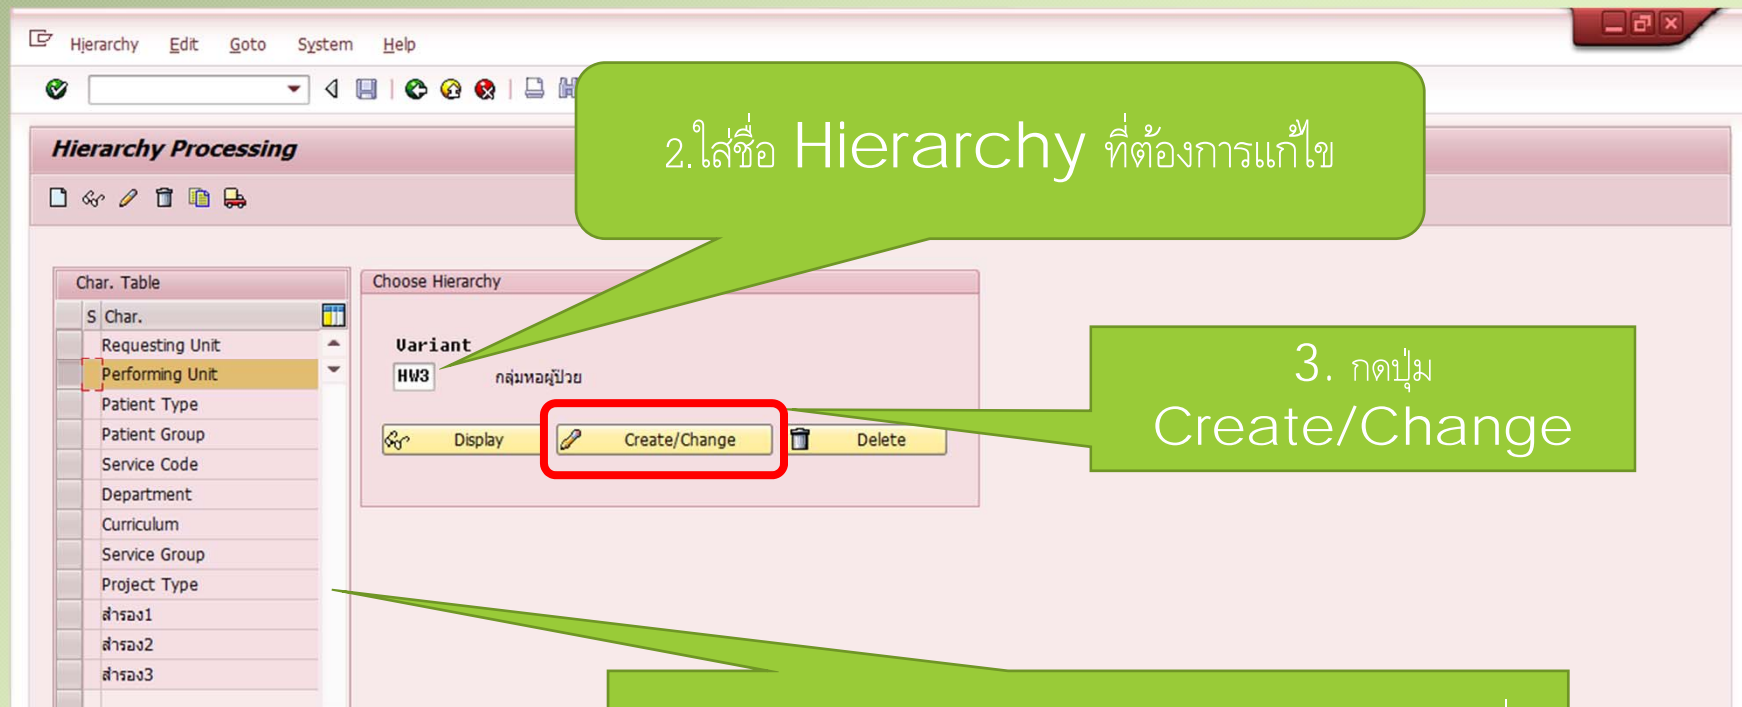 Hierarchy Edit Goto System Help
Hierarchy Processing
2.ใส่ชื่อ Hierarchy ที่ต้องการแก้ไข
Char. Table
S Char.
Requesting Unit
Performing Unit
Patient Type
Patient Group
Service Code
Department
Curriculum
Service Group
Project Type
สำรอง1
สำรอง2
สำรอง3
Choose Hierarchy
Variant
HW3 กลุ่มหอผู้ป่วย
Display Create/Change Delete
3. กดปุ่ม
Create/Change